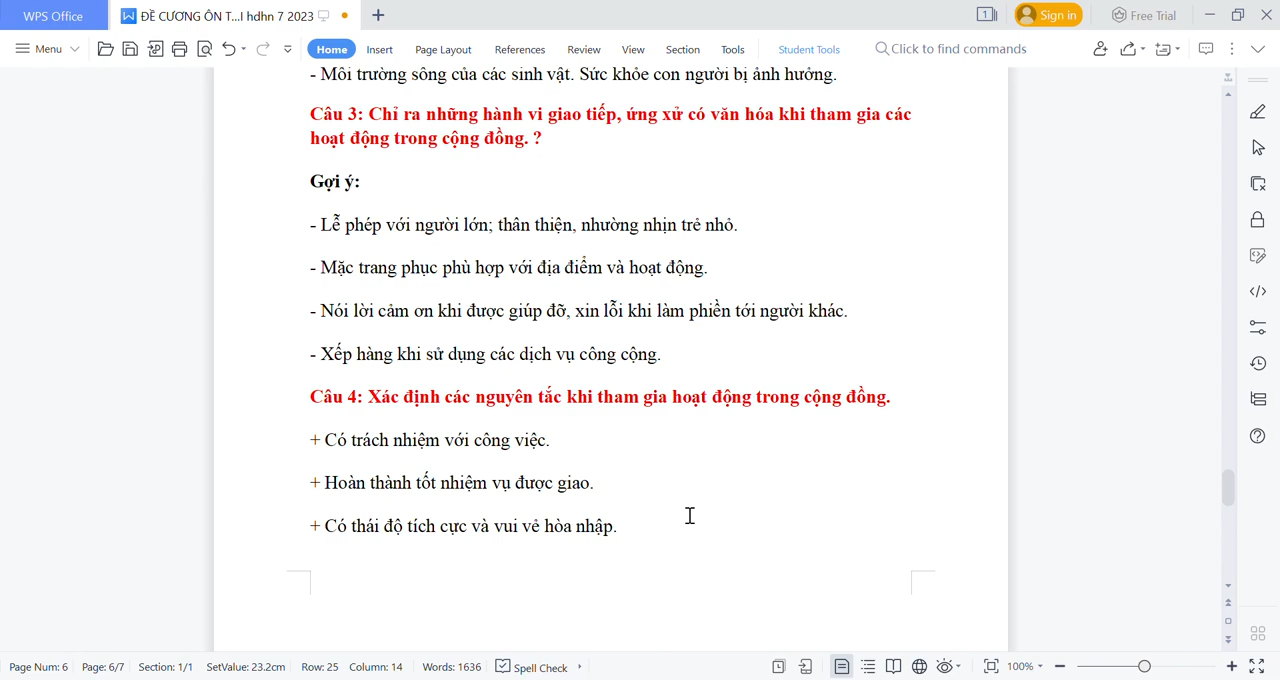 WPS Office
ĐỀ CƯƠNG ÔN T...I hdhn 7 2023
Sign in
Free Trial
Menu
Home
Insert
Page Layout
References
Review
View
Section
Tools
Student Tools
Click to find commands
- Môi trường sống của các sinh vật. Sức khỏe con người bị ảnh hưởng.
Câu 3: Chỉ ra những hành vi giao tiếp, ứng xử có văn hóa khi tham gia các
hoạt động trong cộng đồng. ?
Gợi ý:
- Lễ phép với người lớn; thân thiện, nhường nhịn trẻ nhỏ.
- Mặc trang phục phù hợp với địa điểm và hoạt động.
- Nói lời cảm ơn khi được giúp đỡ, xin lỗi khi làm phiền tới người khác.
- Xếp hàng khi sử dụng các dịch vụ công cộng.
Câu 4: Xác định các nguyên tắc khi tham gia hoạt động trong cộng đồng.
+ Có trách nhiệm với công việc.
+ Hoàn thành tốt nhiệm vụ được giao.
+ Có thái độ tích cực và vui vẻ hòa nhập.
Page Num: 6
Page: 6/7
Section: 1/1
SetValue: 23.2cm
Row: 25
Column: 14
Words: 1636
Spell Check
100%